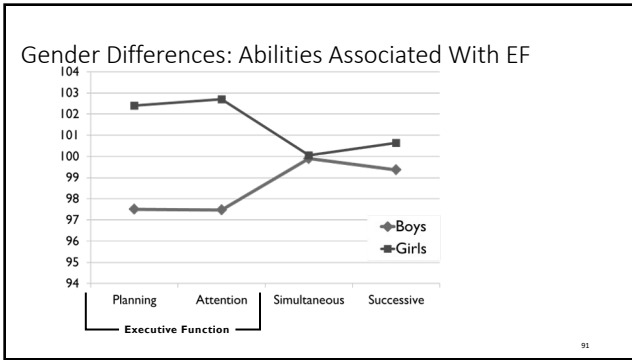 Gender Differences: Abilities Associated With EF
104
103
102
101
100
99
98
97
96
95
94
Boys
Girls
Planning Attention Simultaneous Successive
Executive Function
91